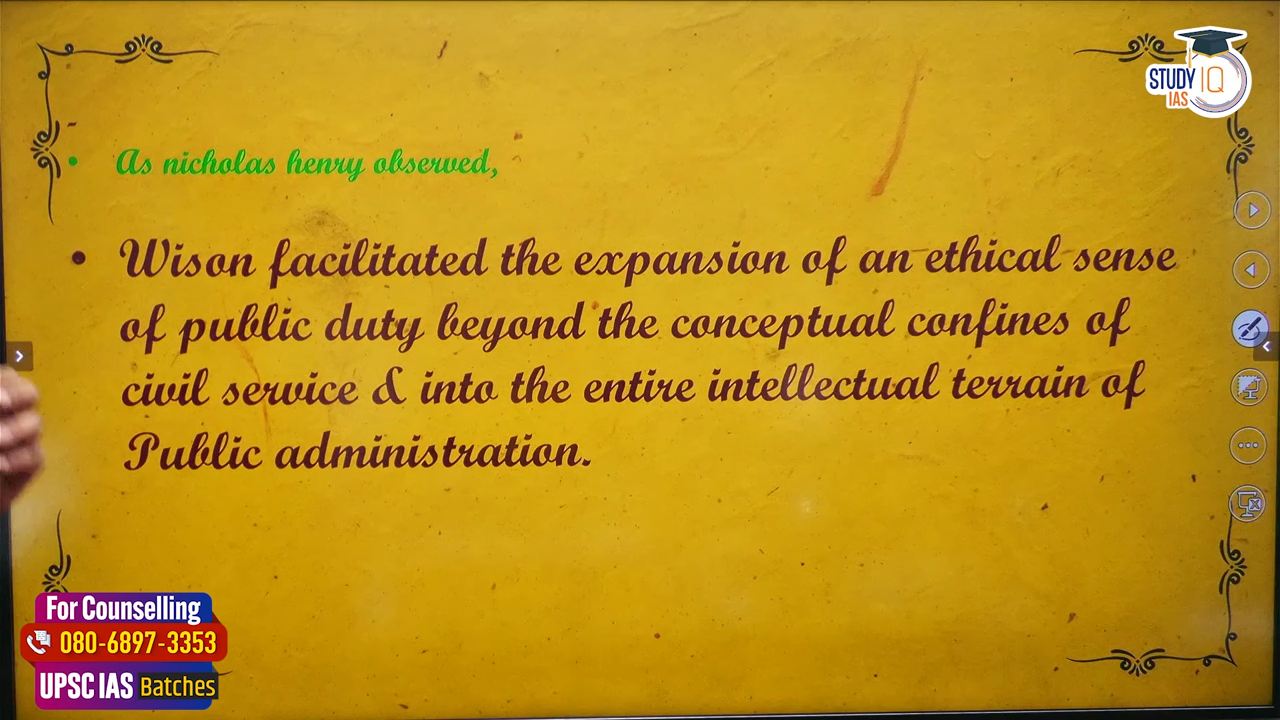 STUDY IQ
IAS
As nicholas henry observed,
Wison facilitated the expansion of an ethical sense
of public duty beyond the conceptual confines of
civil service & into the entire intellectual terrain of
Public administration.
For Counselling
080-6897-3353
UPSC IAS Batches